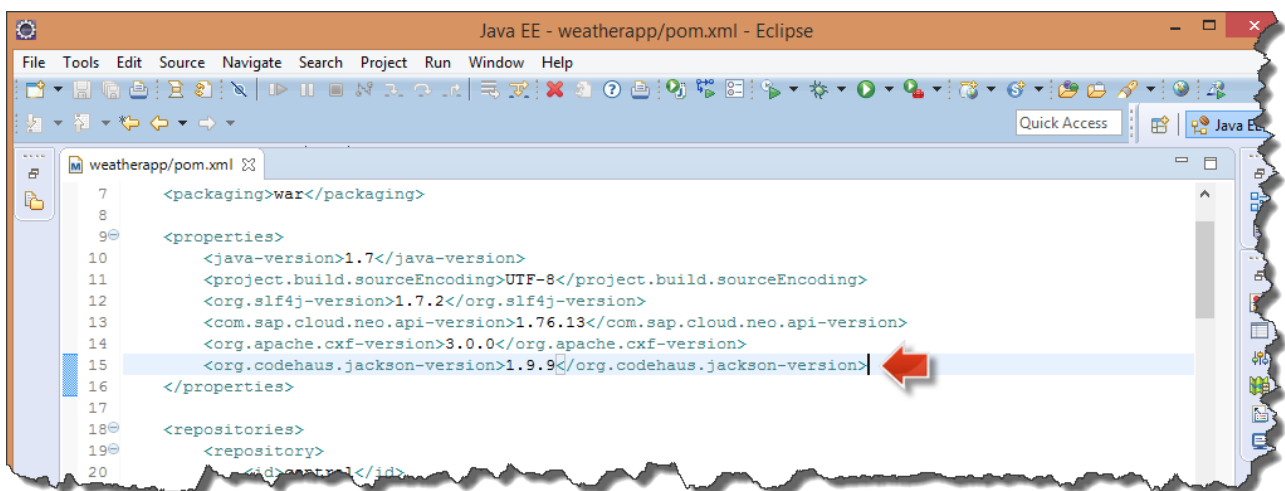 Java EE - weatherapp/pom.xml - Eclipse
File Tools Edit Source Navigate Search Project Run Window Help
Quick Access
Java EE
weatherapp/pom.xml
7 <packaging>war</packaging>
8
9 <properties>
10 <java-version>1.7</java-version>
11 <project.build.sourceEncoding>UTF-8</project.build.sourceEncoding>
12 <org.slf4j-version>1.7.2</org.slf4j-version>
13 <com.sap.cloud.neo.api-version>1.76.13</com.sap.cloud.neo.api-version>
14 <org.apache.cxf-version>3.0.0</org.apache.cxf-version>
15 <org.codehaus.jackson-version>1.9.9</org.codehaus.jackson-version>
16 </properties>
17
18 <repositories>
19 <repository>
20 <id>central</id>